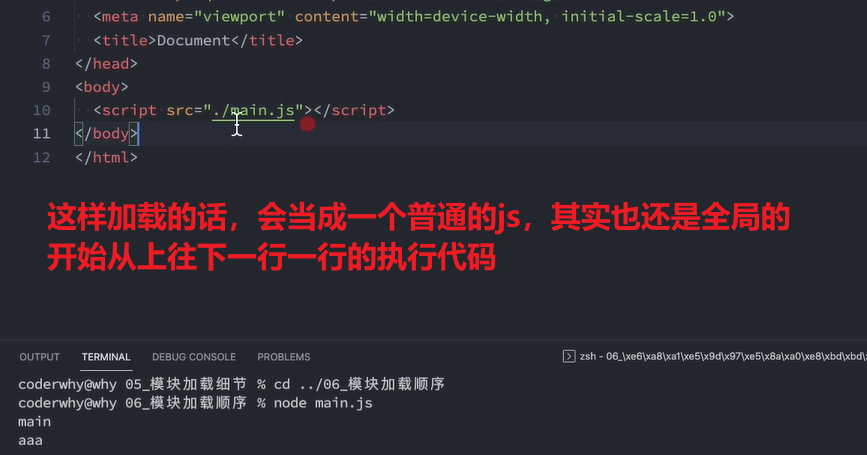 6 <meta name="viewport" content="width=device-width, initial-scale=1.0">
7 <title>Document</title>
8 </head>
9 <body>
10 <script src="./main.js"></script>
11 </body>
12 </html>
这样加载的话，会当成一个普通的js，其实也还是全局的
开始从上往下一行一行的执行代码
OUTPUT TERMINAL DEBUG CONSOLE PROBLEMS zsh - 06_\xe6\xa8\xa1\xe5\x9d\x97\xe5\x8a\xa0\xe8\xbd\xbd\
coderwhy@why 05_模块加载细节 % cd ../06_模块加载顺序
coderwhy@why 06_模块加载顺序 % node main.js
main
aaa